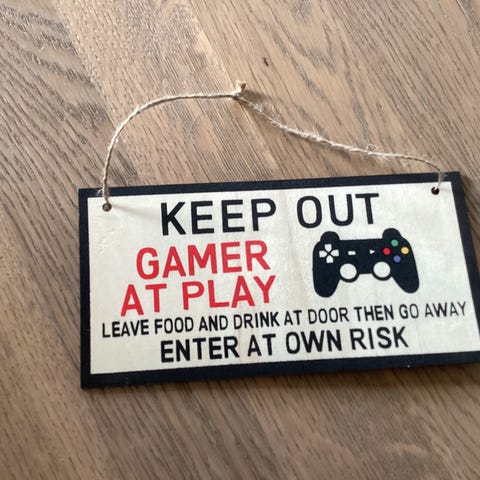 KEEP OUT
GAMER
AT PLAY
LEAVE FOOD AND DRINK AT DOOR THEN GO AWAY
ENTER AT OWN RISK